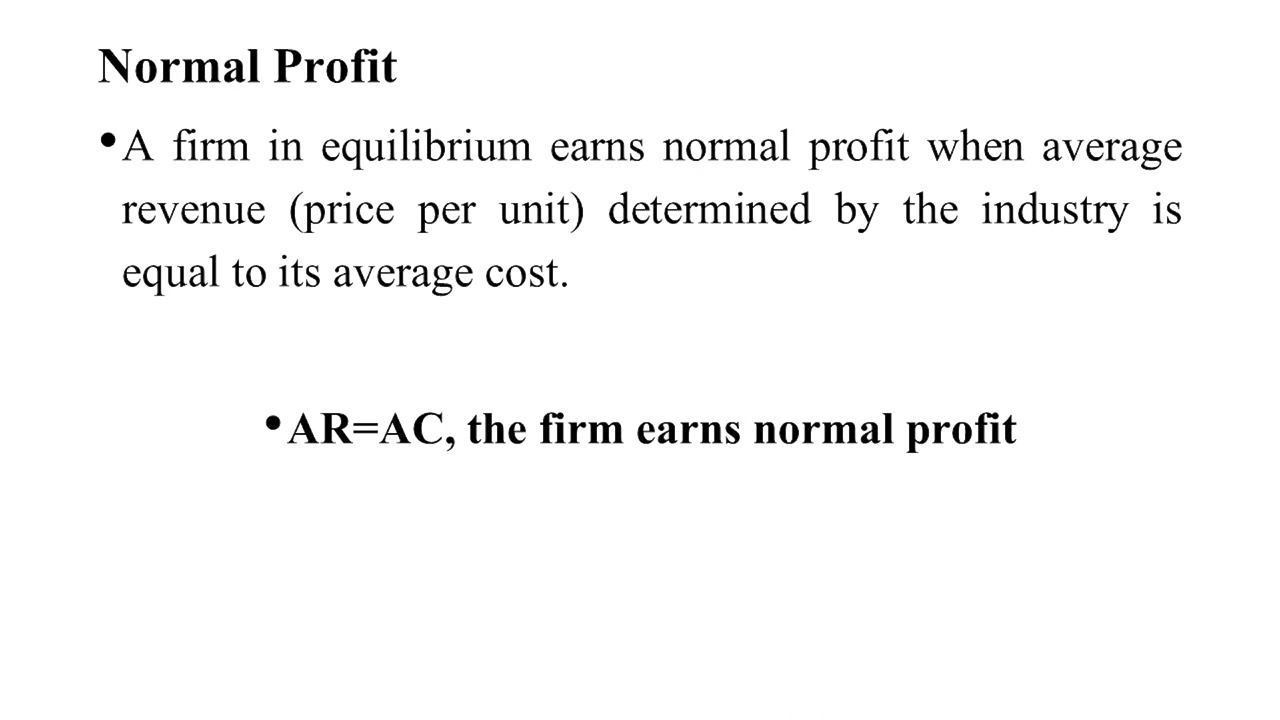 Normal Profit
•A firm in equilibrium earns normal profit when average
revenue (price per unit) determined by the industry is
equal to its average cost.
•AR=AC, the firm earns normal profit